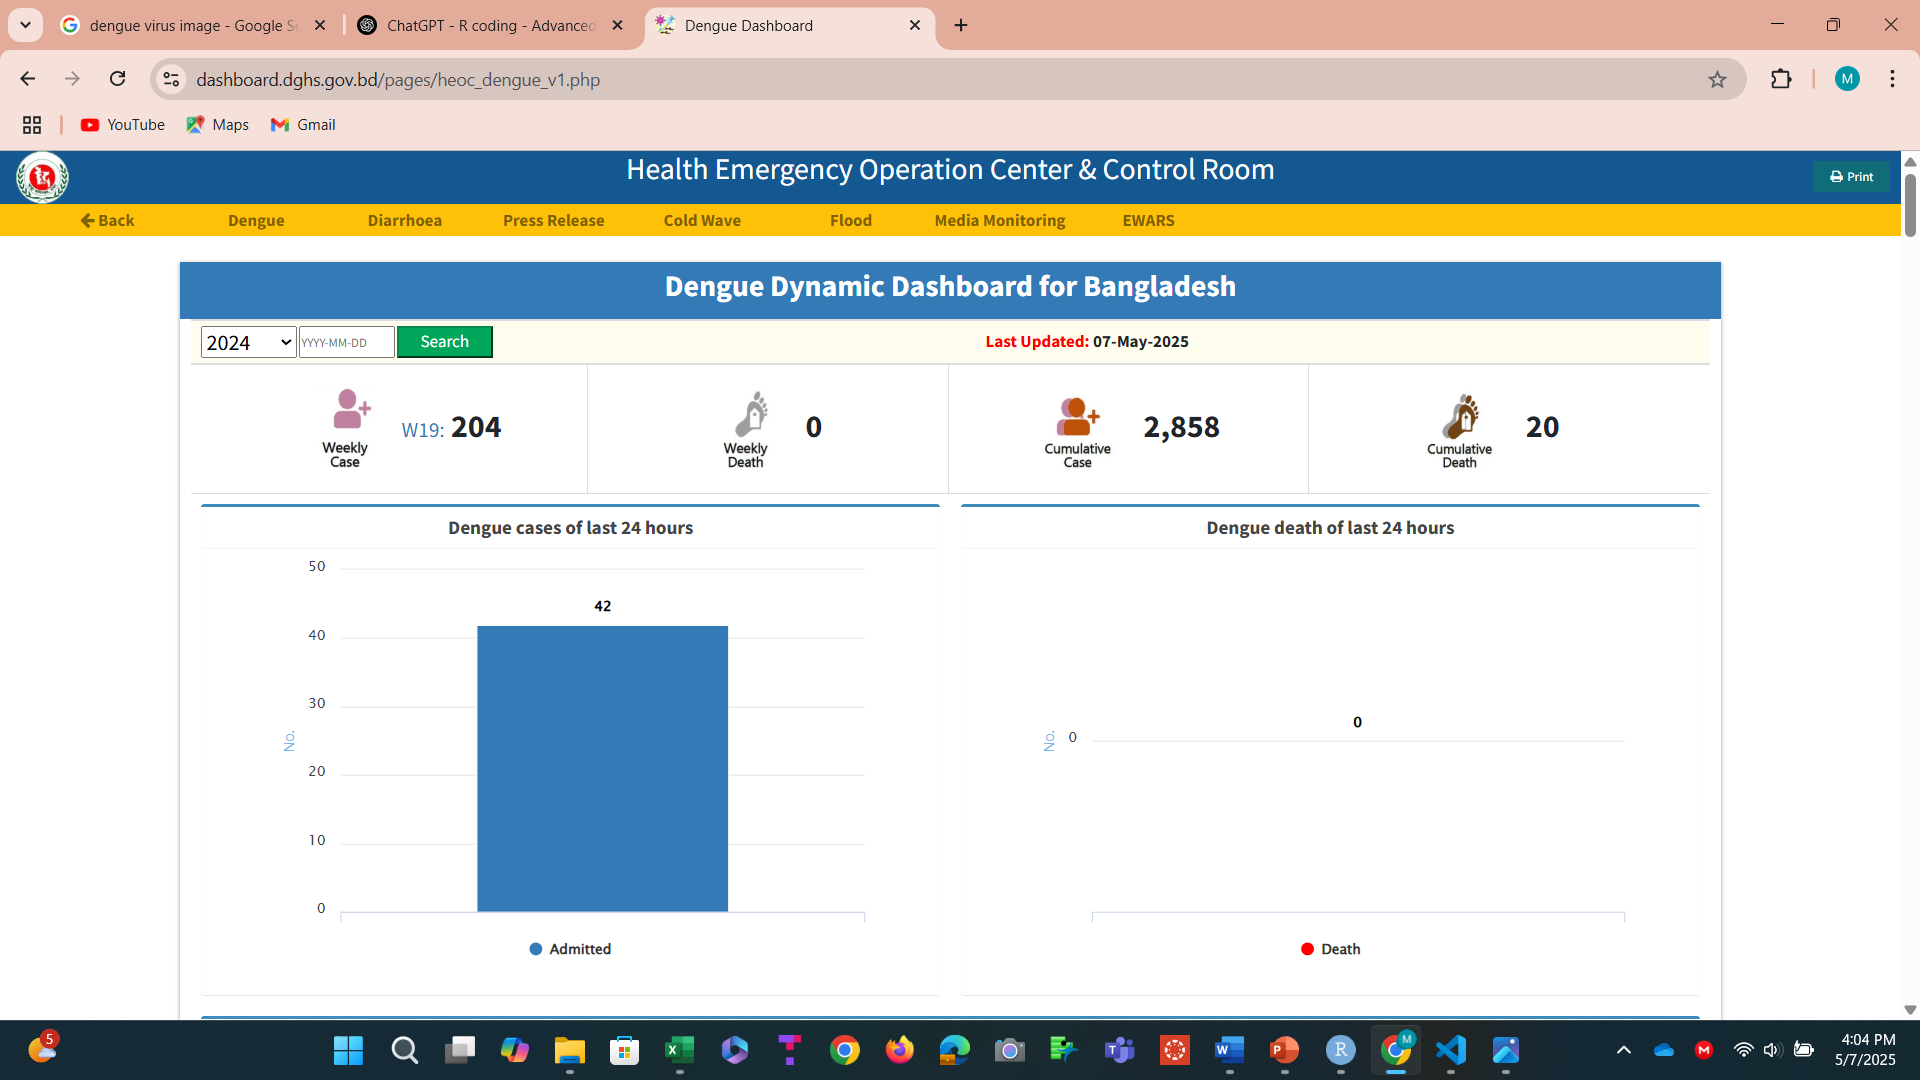 dengue virus image - Google Se
ChatGPT - R coding - Advanced
Dengue Dashboard
dashboard.dghs.gov.bd/pages/heoc_dengue_v1.php
M
YouTube
Maps
Gmail
Health Emergency Operation Center & Control Room
Print
Back
Dengue
Diarrhoea
Press Release
Cold Wave
Flood
Media Monitoring
EWARS
Dengue Dynamic Dashboard for Bangladesh
2024
YYYY-MM-DD
Search
Last Updated: 07-May-2025
Weekly
Case
W19: 204
Weekly
Death
0
Cumulative
Case
2,858
Cumulative
Death
20
Dengue cases of last 24 hours
50
40
30
20
10
0
No.
42
Admitted
Dengue death of last 24 hours
No.
0
0
Death
5
4:04 PM
5/7/2025